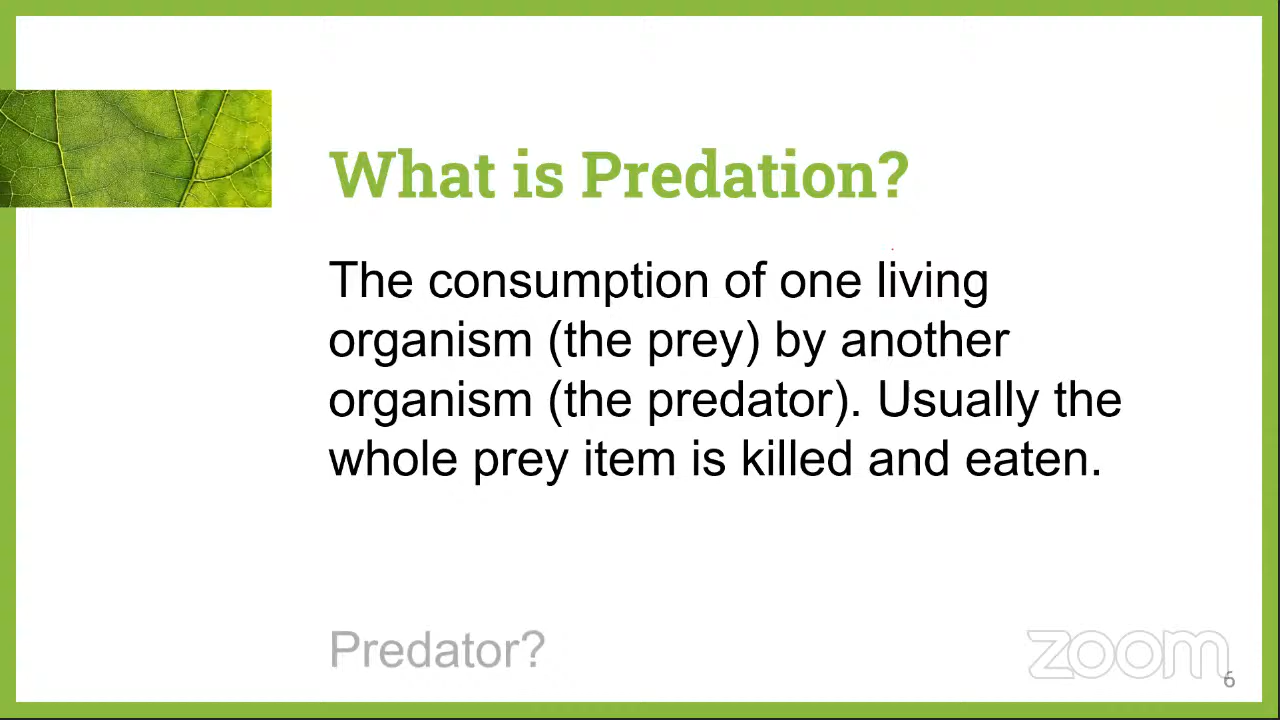 What is Predation?
The consumption of one living
organism (the prey) by another
organism (the predator). Usually the
whole prey item is killed and eaten.
Predator?
zoom
6